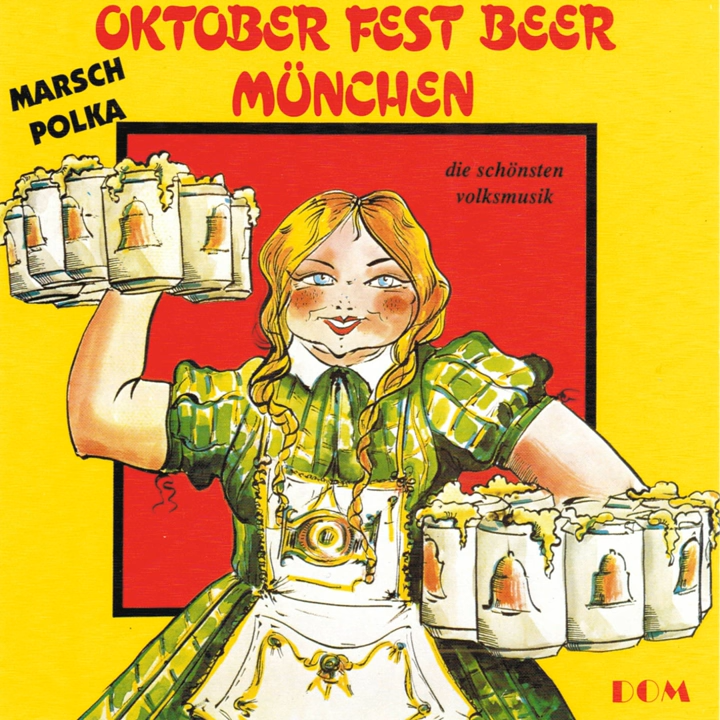 OKTOBER FEST BEER
MÜNCHEN
MARSCH
POLKA
die schönsten
volksmusik
DOM